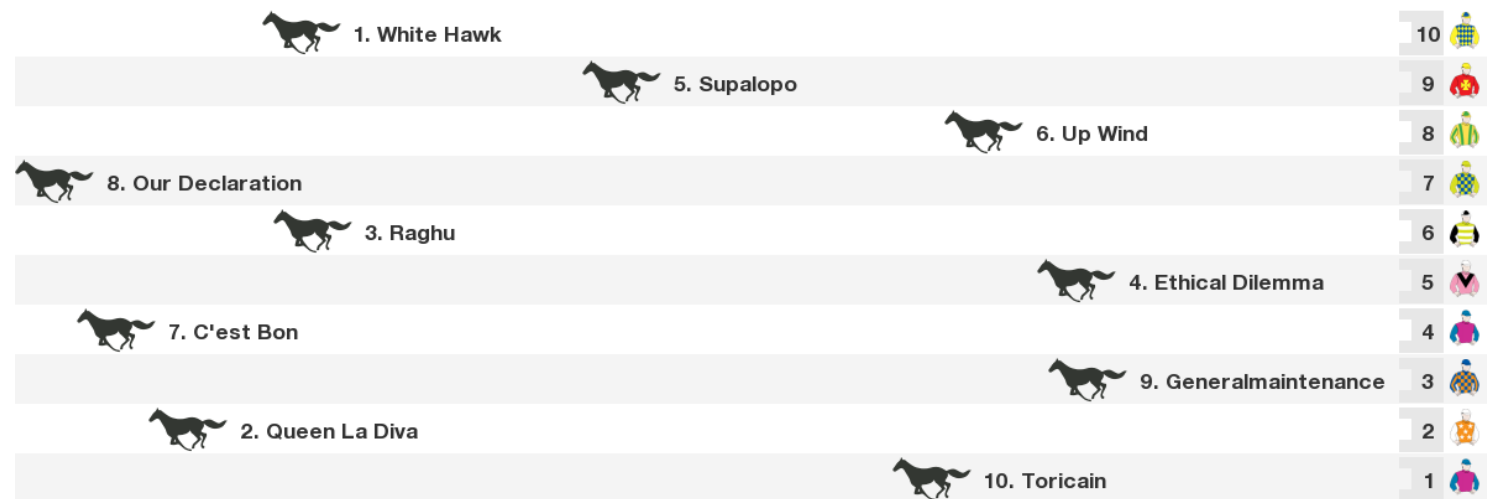 1. White Hawk 10
5. Supalopo 9
6. Up Wind 8
8. Our Declaration 7
3. Raghu 6
4. Ethical Dilemma 5
7. C'est Bon 4
9. Generalmaintenance 3
2. Queen La Diva 2
10. Toricain 1